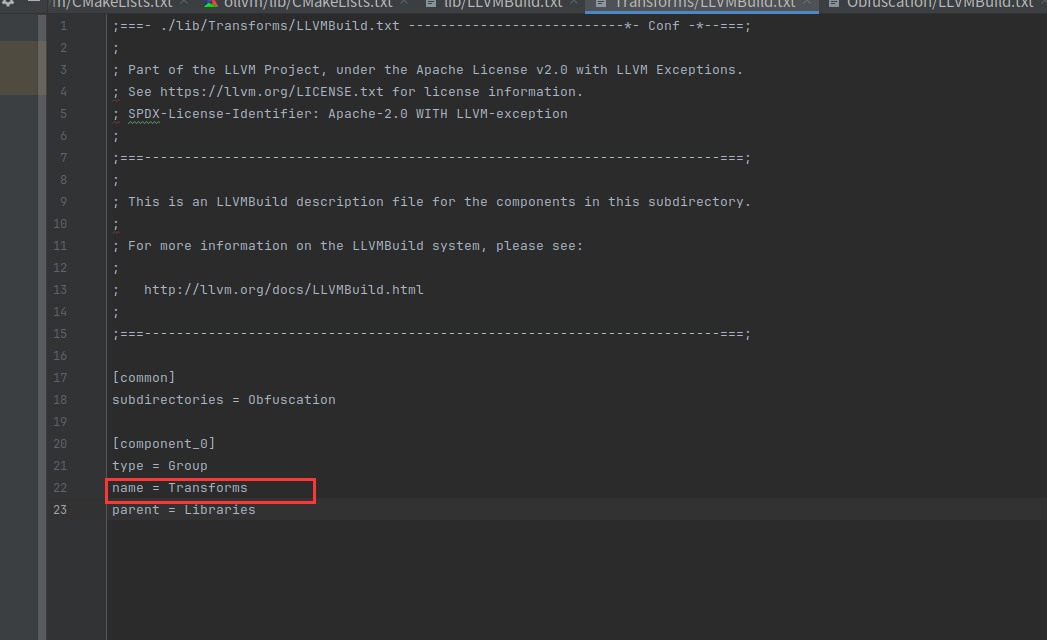 m/CMakeLists.txt ollvm/lib/CMakeLists.txt lib/LLVMBuild.txt Transforms/LLVMBuild.txt Obfuscation/LLVMBuild.txt
1 ;===- ./lib/Transforms/LLVMBuild.txt ---------------------------*- Conf -*--===;
2 ;
3 ; Part of the LLVM Project, under the Apache License v2.0 with LLVM Exceptions.
4 ; See https://llvm.org/LICENSE.txt for license information.
5 ; SPDX-License-Identifier: Apache-2.0 WITH LLVM-exception
6 ;
7 ;===------------------------------------------------------------------------===;
8 ;
9 ; This is an LLVMBuild description file for the components in this subdirectory.
10 ;
11 ; For more information on the LLVMBuild system, please see:
12 ;
13 ;   http://llvm.org/docs/LLVMBuild.html
14 ;
15 ;===------------------------------------------------------------------------===;
16
17 [common]
18 subdirectories = Obfuscation
19
20 [component_0]
21 type = Group
22 name = Transforms
23 parent = Libraries